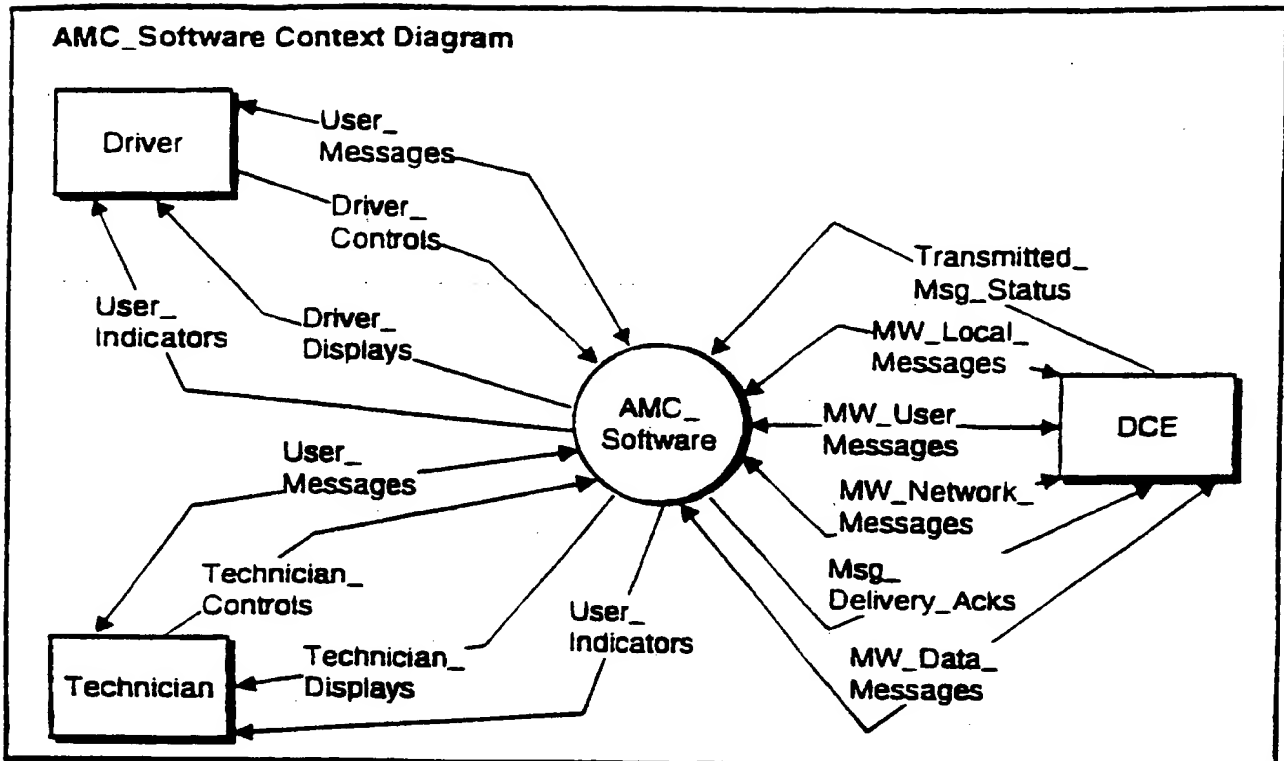 AMC_Software Context Diagram
Driver
User_
Messages
Driver_
Controls
User_
Indicators
Driver_
Displays
Transmitted_
Msg_Status
MW_Local_
Messages
AMC_
Software
MW_User_
Messages
DCE
User_
Messages
MW_Network_
Messages
Technician_
Controls
Msg_
Delivery_Acks
User_
Indicators
Technician_
Displays
MW_Data_
Messages
Technician